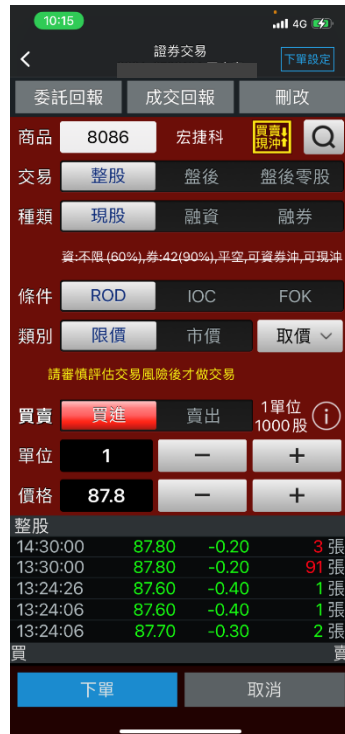 10:15 4G
證券交易
下單設定
委託回報 成交回報 刪改
商品 8086 宏捷科 買賣現沖
交易 整股 盤後 盤後零股
種類 現股 融資 融券
資:不限(60%),券:42(90%),平空,可資券沖,可現沖
條件 ROD IOC FOK
類別 限價 市價 取價
請審慎評估交易風險後才做交易
買賣 買進 賣出 1單位 1000股
單位 1 − +
價格 87.8 − +
整股
14:30:00 87.80 -0.20 3張
13:30:00 87.80 -0.20 91張
13:24:26 87.60 -0.40 1張
13:24:06 87.60 -0.40 1張
13:24:06 87.70 -0.30 2張
買 賣
下單 取消